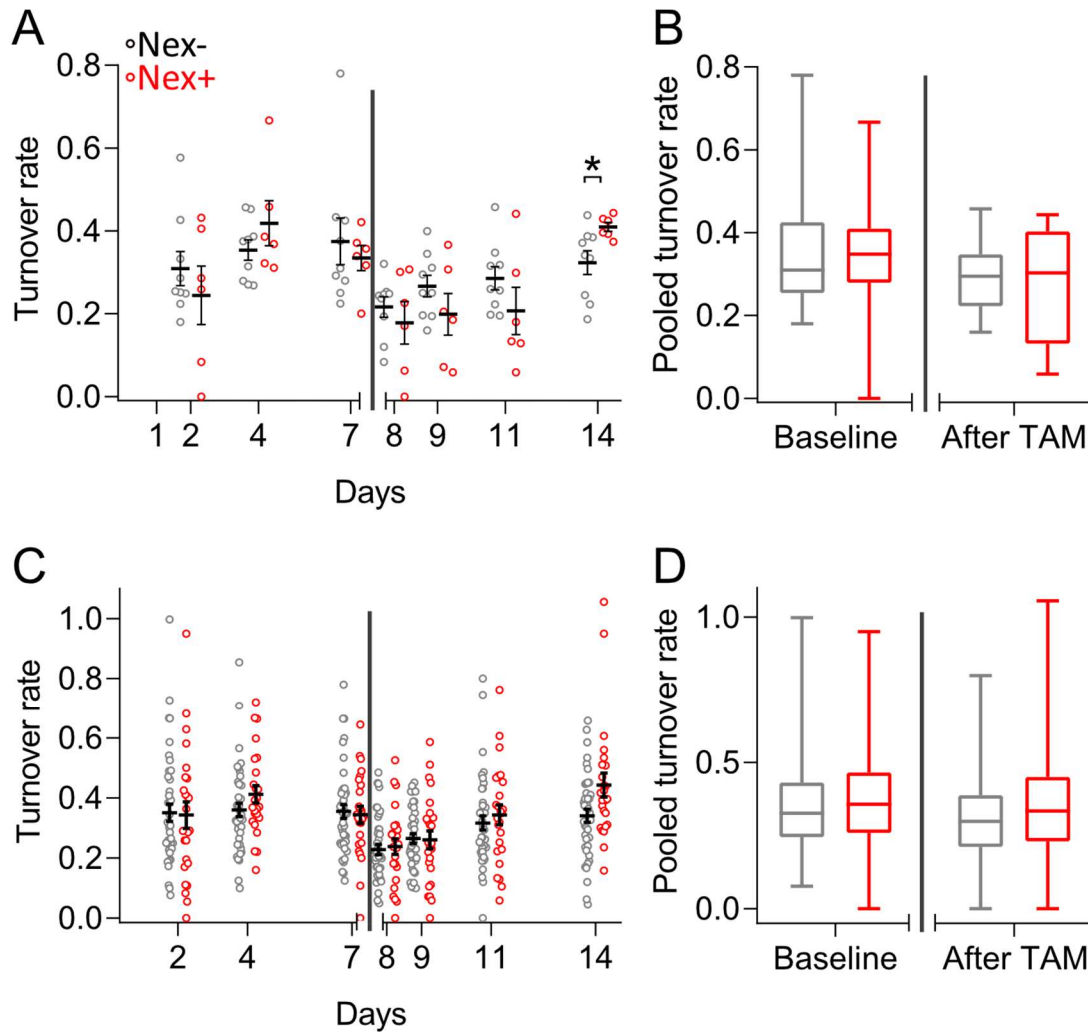 A
Nex-
Nex+
Turnover rate
0.8
0.6
0.4
0.2
0.0
*
1 2 4 7 8 9 11 14
Days
B
Pooled turnover rate
0.8
0.6
0.4
0.2
0.0
Baseline After TAM
C
Turnover rate
1.0
0.8
0.6
0.4
0.2
0.0
2 4 7 8 9 11 14
Days
D
Pooled turnover rate
1.0
0.5
0.0
Baseline After TAM